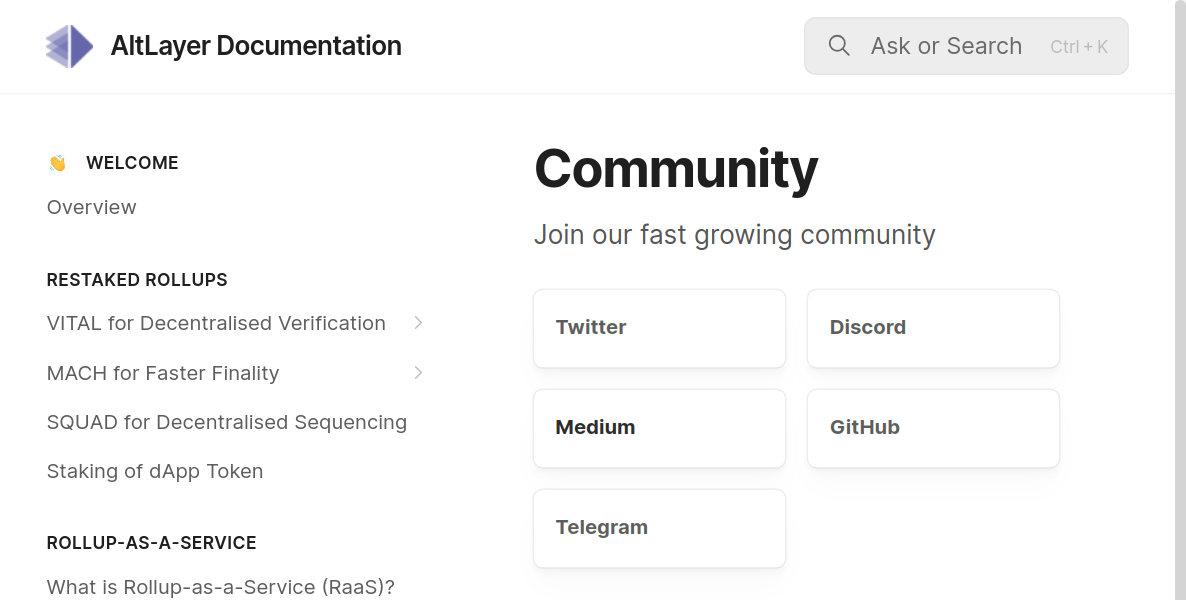 AltLayer Documentation
Ask or Search Ctrl + K
WELCOME
Overview
RESTAKED ROLLUPS
VITAL for Decentralised Verification
MACH for Faster Finality
SQUAD for Decentralised Sequencing
Staking of dApp Token
ROLLUP-AS-A-SERVICE
What is Rollup-as-a-Service (RaaS)?
Community
Join our fast growing community
Twitter
Discord
Medium
GitHub
Telegram